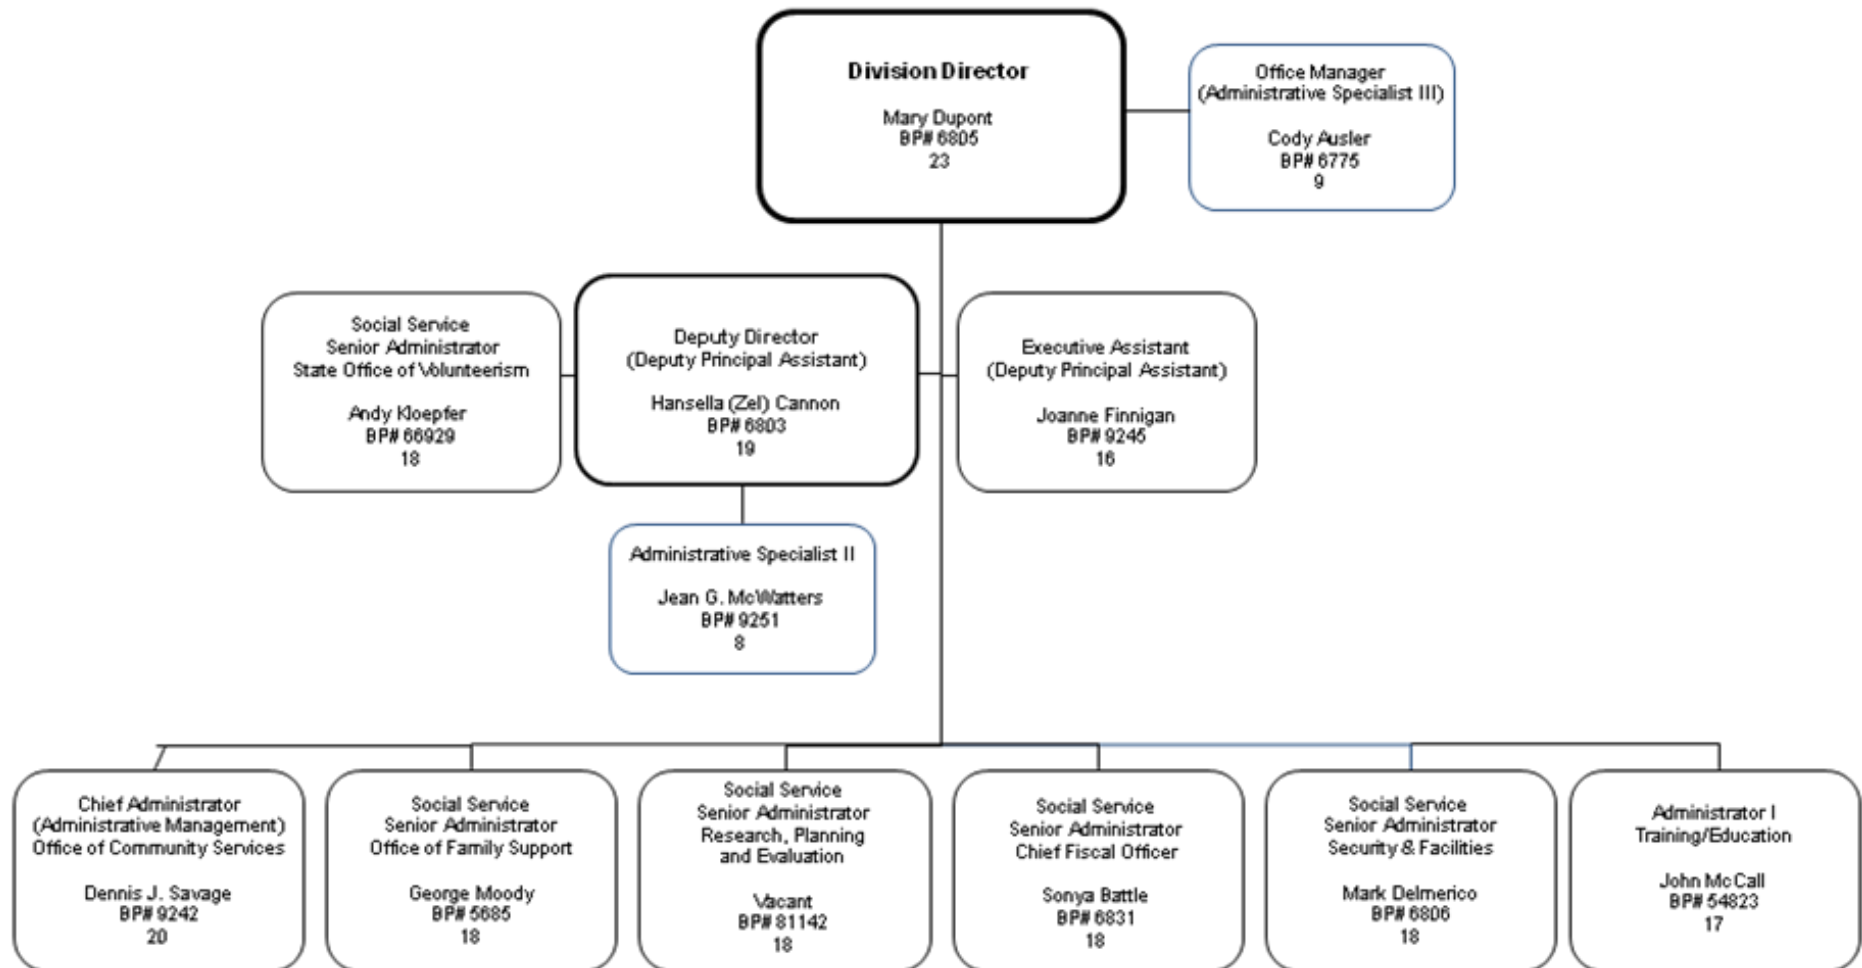 Division Director
Mary Dupont
BP# 6805
23
Office Manager
(Administrative Specialist III)
Cody Ausler
BP# 6775
9
Social Service
Senior Administrator
State Office of Volunteerism
Andy Kloepfer
BP# 66929
18
Deputy Director
(Deputy Principal Assistant)
Hansella (Zel) Cannon
BP# 6803
19
Executive Assistant
(Deputy Principal Assistant)
Joanne Finnigan
BP# 9245
16
Administrative Specialist II
Jean G. McWatters
BP# 9251
8
Chief Administrator
(Administrative Management)
Office of Community Services
Dennis J. Savage
BP# 9242
20
Social Service
Senior Administrator
Office of Family Support
George Moody
BP# 5685
18
Social Service
Senior Administrator
Research, Planning
and Evaluation
Vacant
BP# 81142
18
Social Service
Senior Administrator
Chief Fiscal Officer
Sonya Battle
BP# 6831
18
Social Service
Senior Administrator
Security & Facilities
Mark Delmerico
BP# 6806
18
Administrator I
Training/Education
John McCall
BP# 54823
17